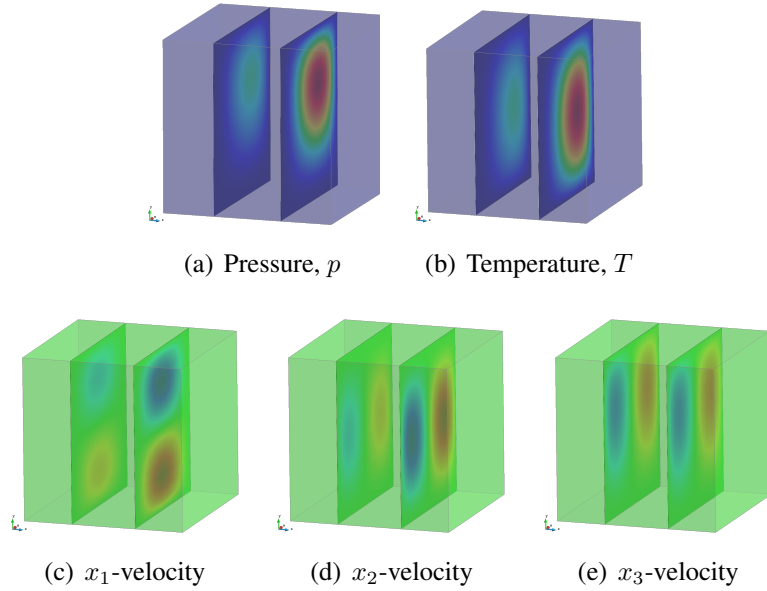 (a) Pressure, p
(b) Temperature, T
(c) x₁-velocity
(d) x₂-velocity
(e) x₃-velocity